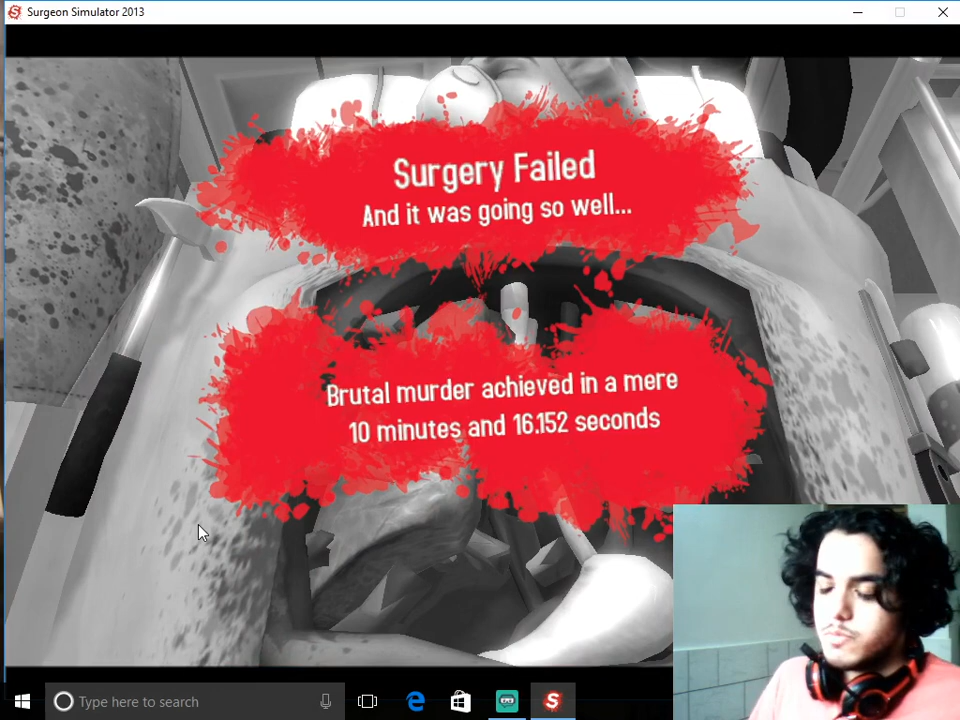 Surgeon Simulator 2013
Surgery Failed
And it was going so well...
Brutal murder achieved in a mere
10 minutes and 16.152 seconds
Type here to search